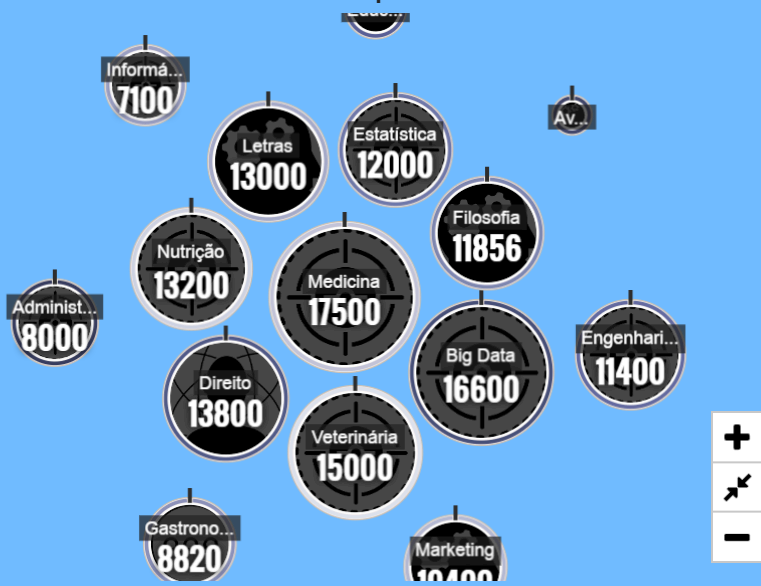 Informá...
7100
Letras
13000
Estatística
12000
Av...
Filosofia
11856
Nutrição
13200
Medicina
17500
Administ...
8000
Big Data
16600
Engenhari...
11400
Direito
13800
Veterinária
15000
Gastrono...
8820
Marketing